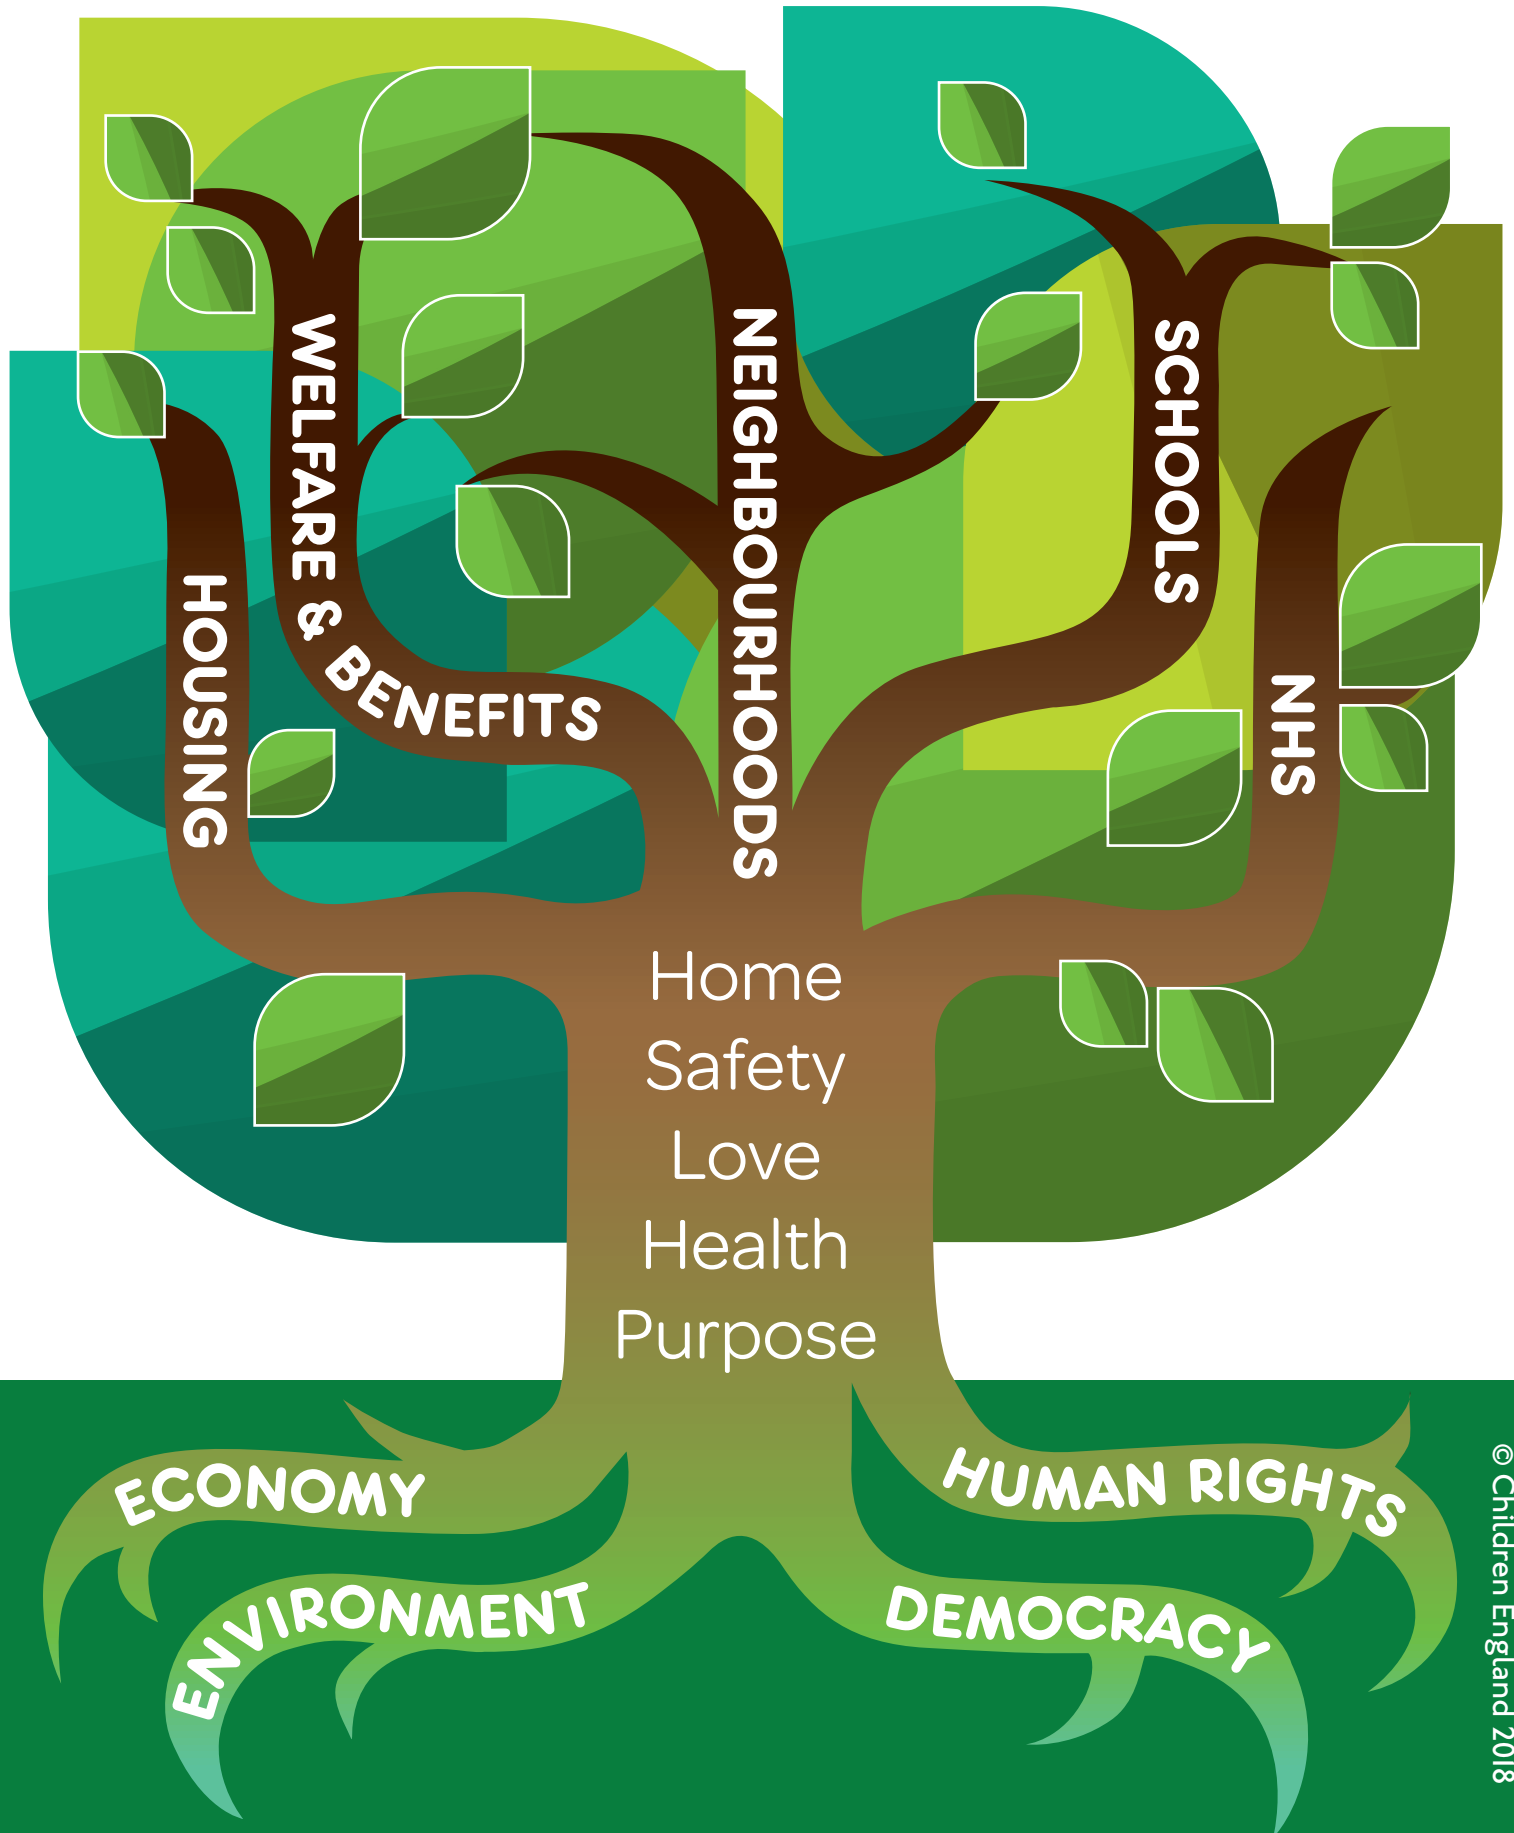 HOUSING
WELFARE & BENEFITS
NEIGHBOURHOODS
SCHOOLS
NHS
Home
Safety
Love
Health
Purpose
ECONOMY
HUMAN RIGHTS
ENVIRONMENT
DEMOCRACY
© Children England 2018